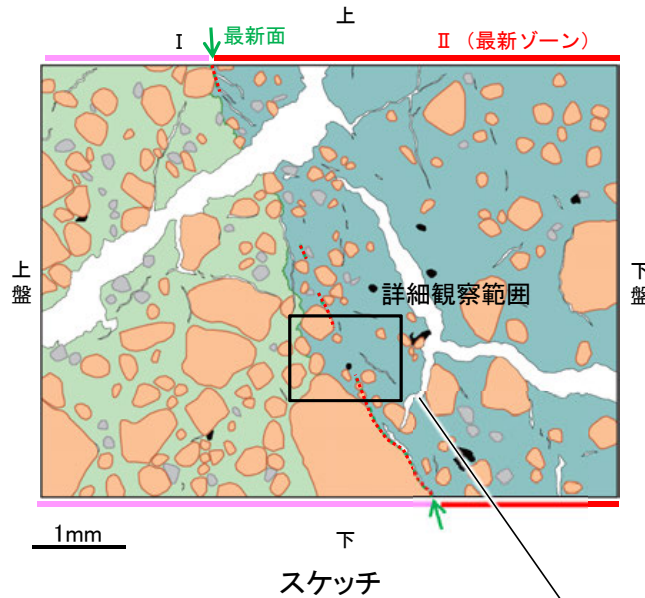 上
I
最新面
II （最新ゾーン）
上盤
下盤
詳細観察範囲
1mm
下
スケッチ